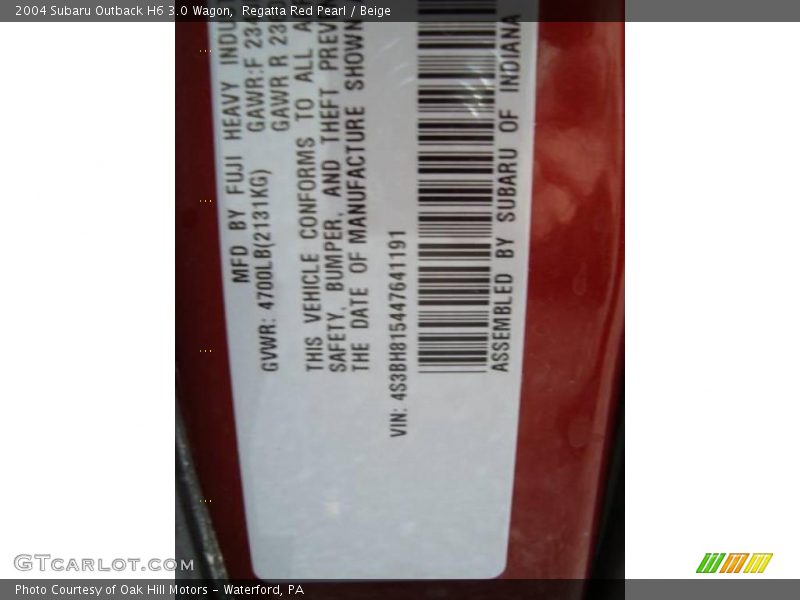 2004 Subaru Outback H6 3.0 Wagon, Regatta Red Pearl / Beige
MFD BY FUJI HEAVY
GVWR: 4700LB(2131KG) GAWR:F
GAWR R
THIS VEHICLE CONFORMS TO ALL
SAFETY, BUMPER, AND THEFT
THE DATE OF MANUFACTURE SHOWN
VIN: 4S3BH815447641191
ASSEMBLED BY SUBARU OF INDIANA
GTCARLOT.COM
Photo Courtesy of Oak Hill Motors – Waterford, PA